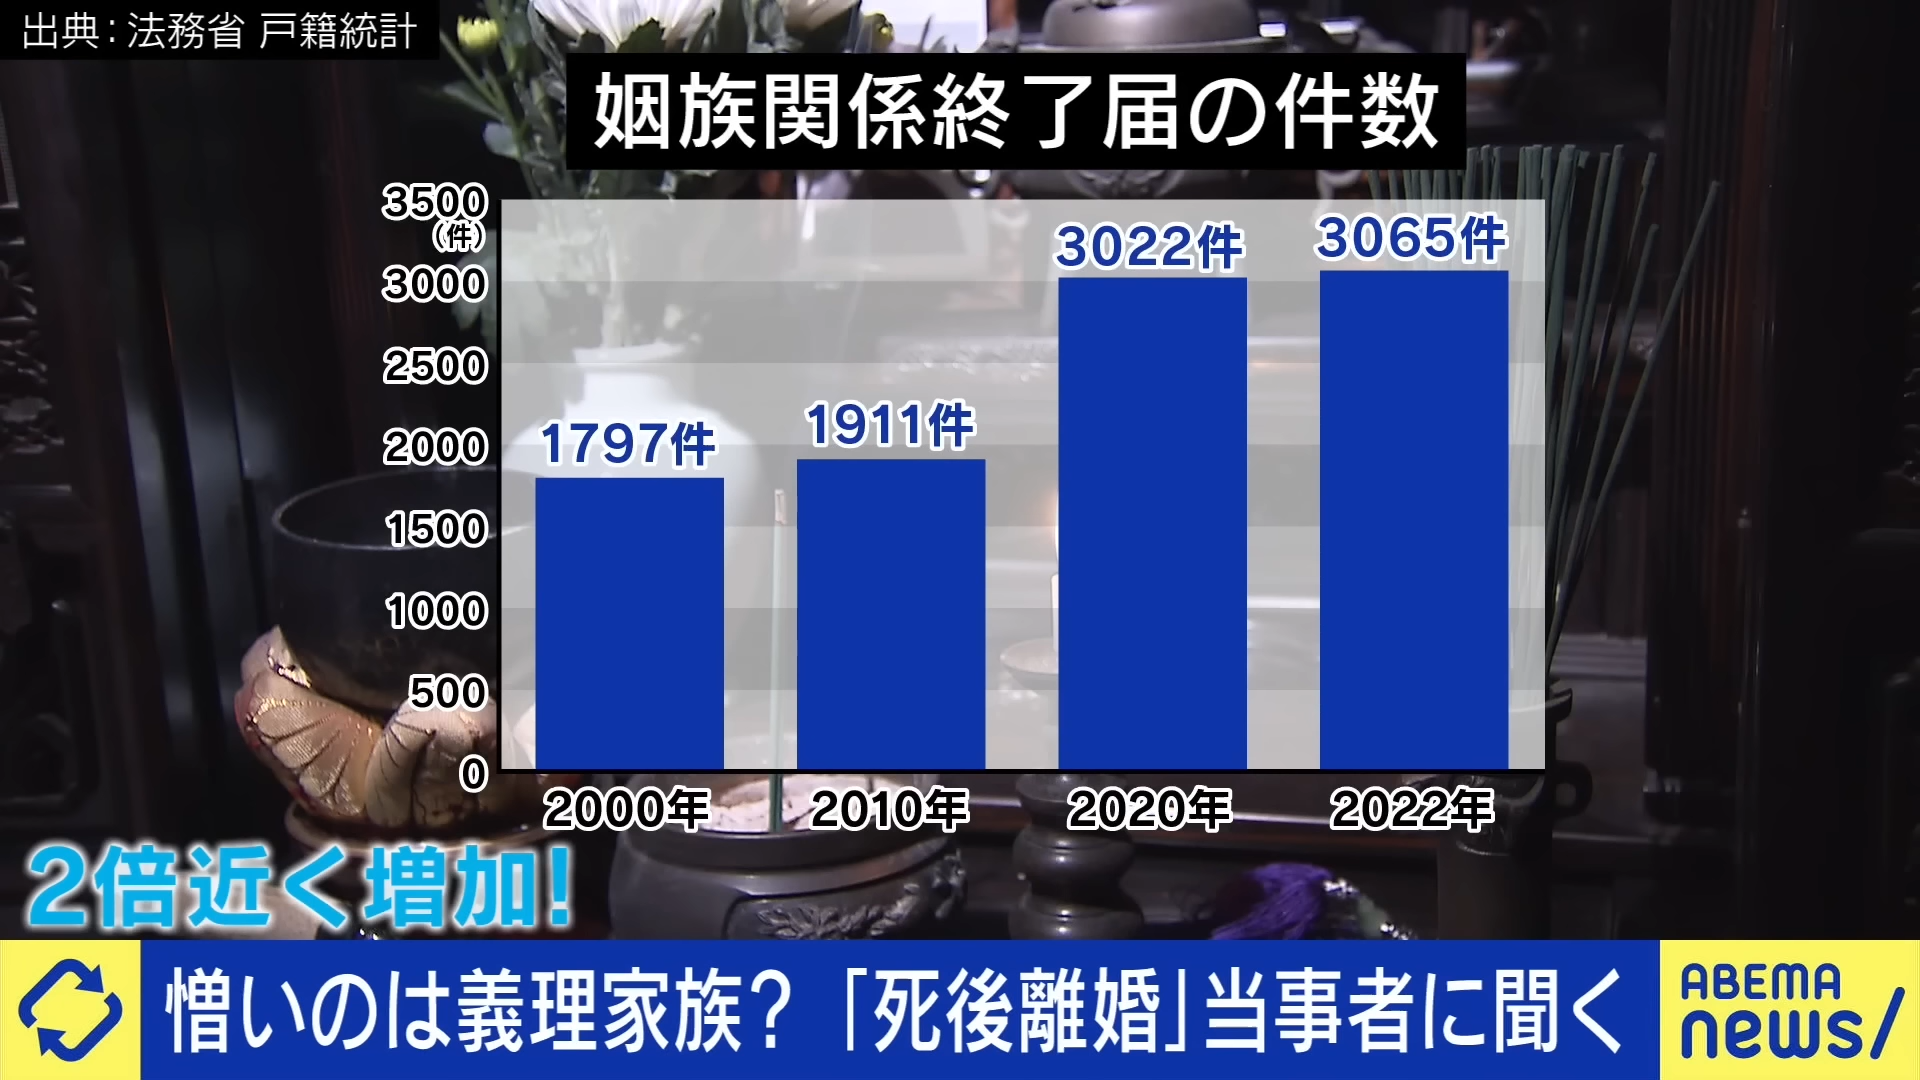 出典：法務省 戸籍統計
姻族関係終了届の件数
3500
（件）
3000
2500
2000
1500
1000
500
0
1797件
1911件
3022件
3065件
2000年
2010年
2020年
2022年
2倍近く増加！
憎いのは義理家族？「死後離婚」当事者に聞く
ABEMA
news/